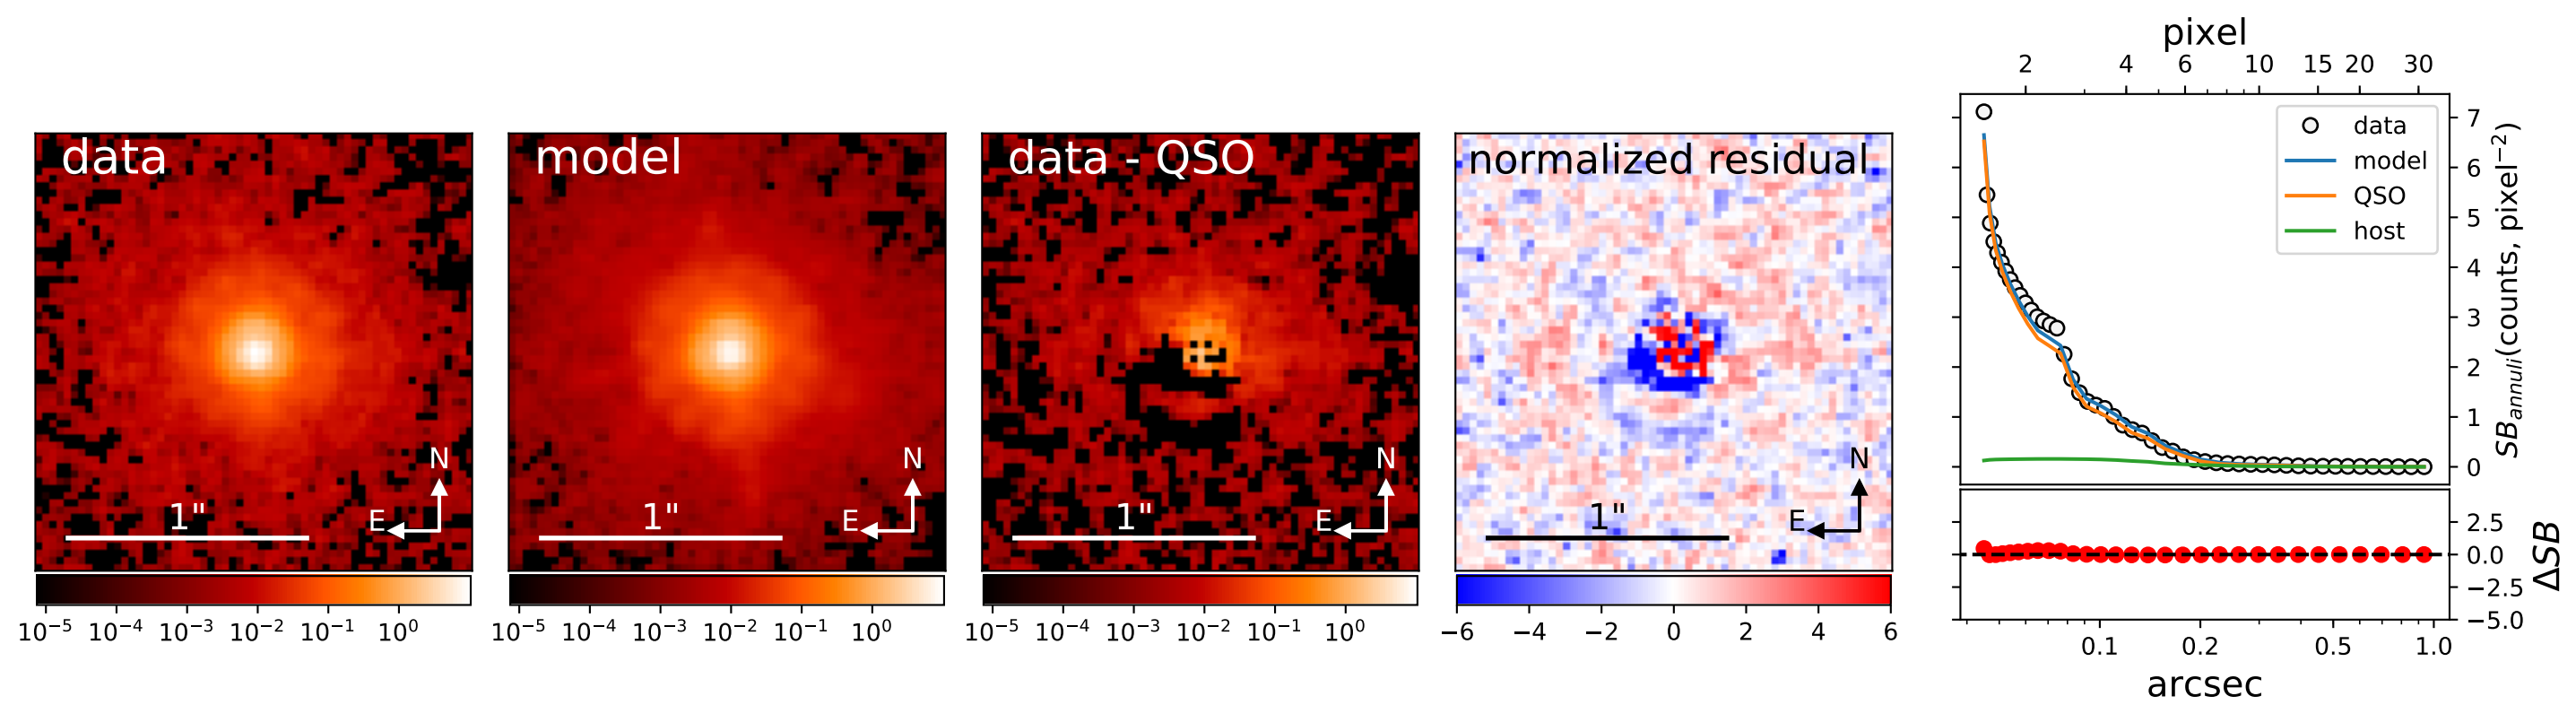 data
N
E
1"
10⁻⁵ 10⁻⁴ 10⁻³ 10⁻² 10⁻¹ 10⁰
model
N
E
1"
10⁻⁵ 10⁻⁴ 10⁻³ 10⁻² 10⁻¹ 10⁰
data - QSO
N
E
1"
10⁻⁵ 10⁻⁴ 10⁻³ 10⁻² 10⁻¹ 10⁰
normalized residual
N
E
1"
−6 −4 −2 0 2 4 6
pixel
2 4 6 10 15 20 30
data
model
QSO
host
7
6
5
4
3
2
1
0
SB_annuli(counts, pixel⁻²)
2.5
0.0
−2.5
−5.0
ΔSB
0.1 0.2 0.5 1.0
arcsec